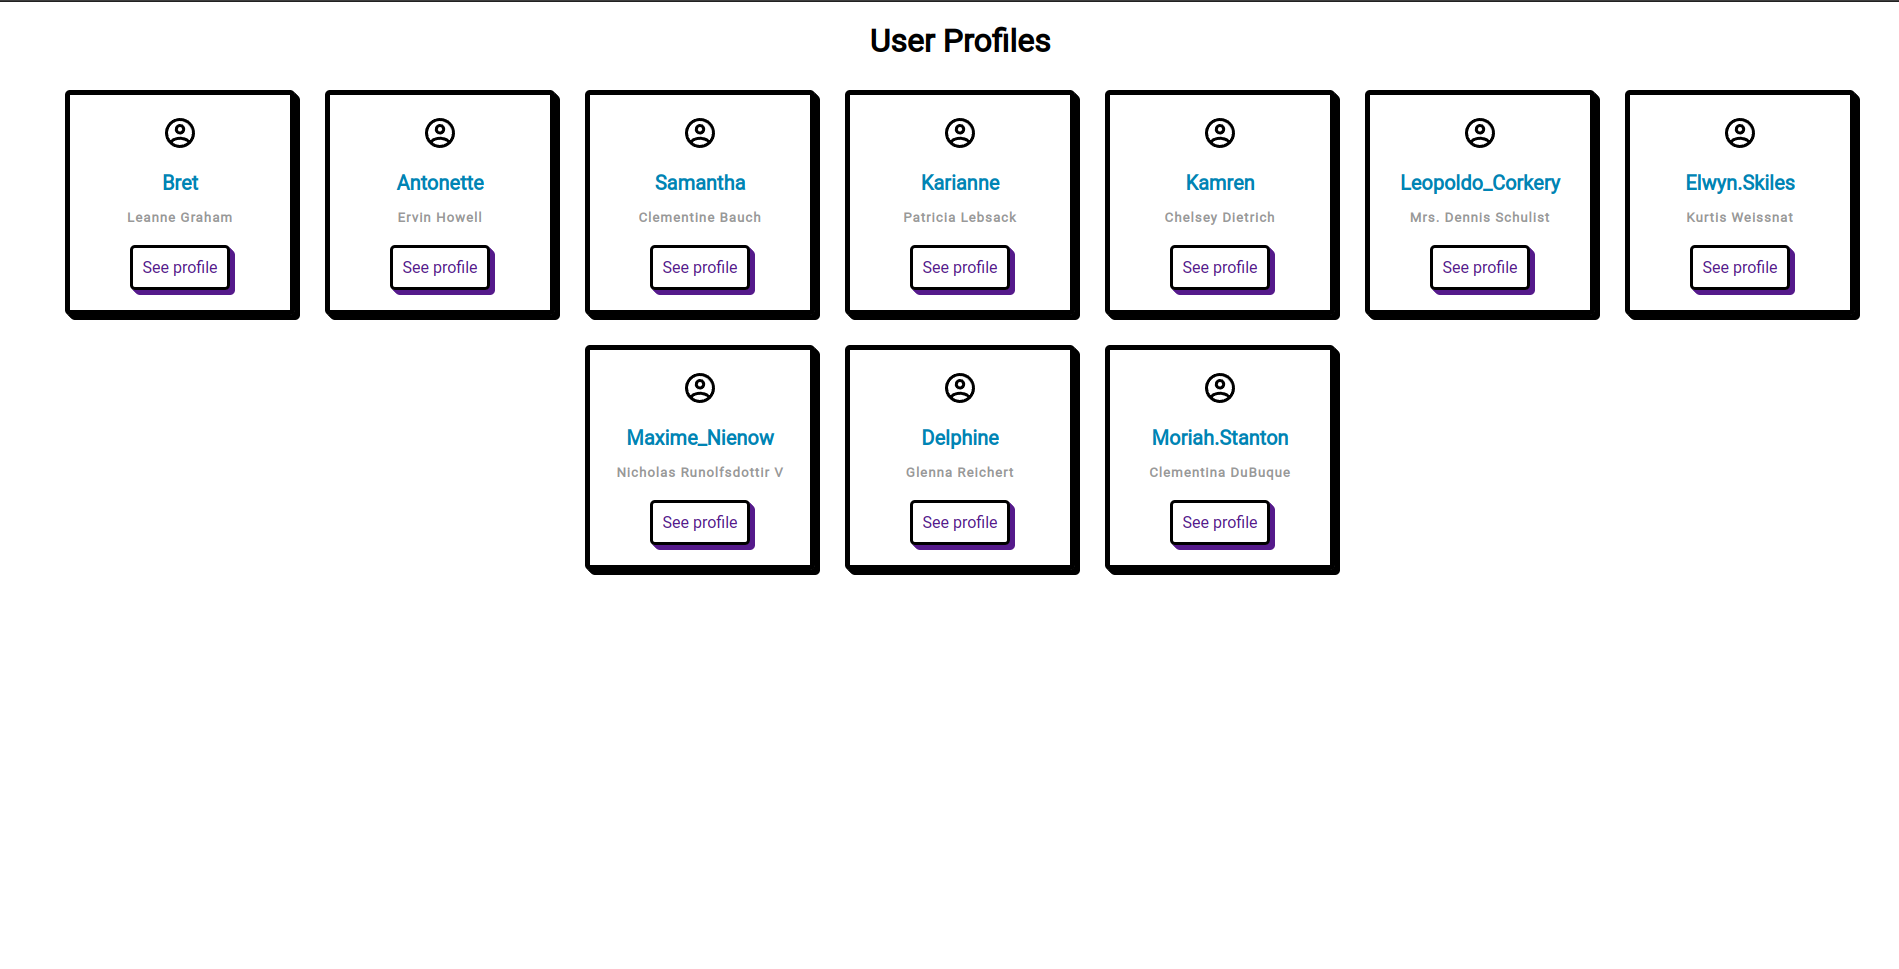 User Profiles
Bret
Leanne Graham
See profile
Antonette
Ervin Howell
See profile
Samantha
Clementine Bauch
See profile
Karianne
Patricia Lebsack
See profile
Kamren
Chelsey Dietrich
See profile
Leopoldo_Corkery
Mrs. Dennis Schulist
See profile
Elwyn.Skiles
Kurtis Weissnat
See profile
Maxime_Nienow
Nicholas Runolfsdottir V
See profile
Delphine
Glenna Reichert
See profile
Moriah.Stanton
Clementina DuBuque
See profile